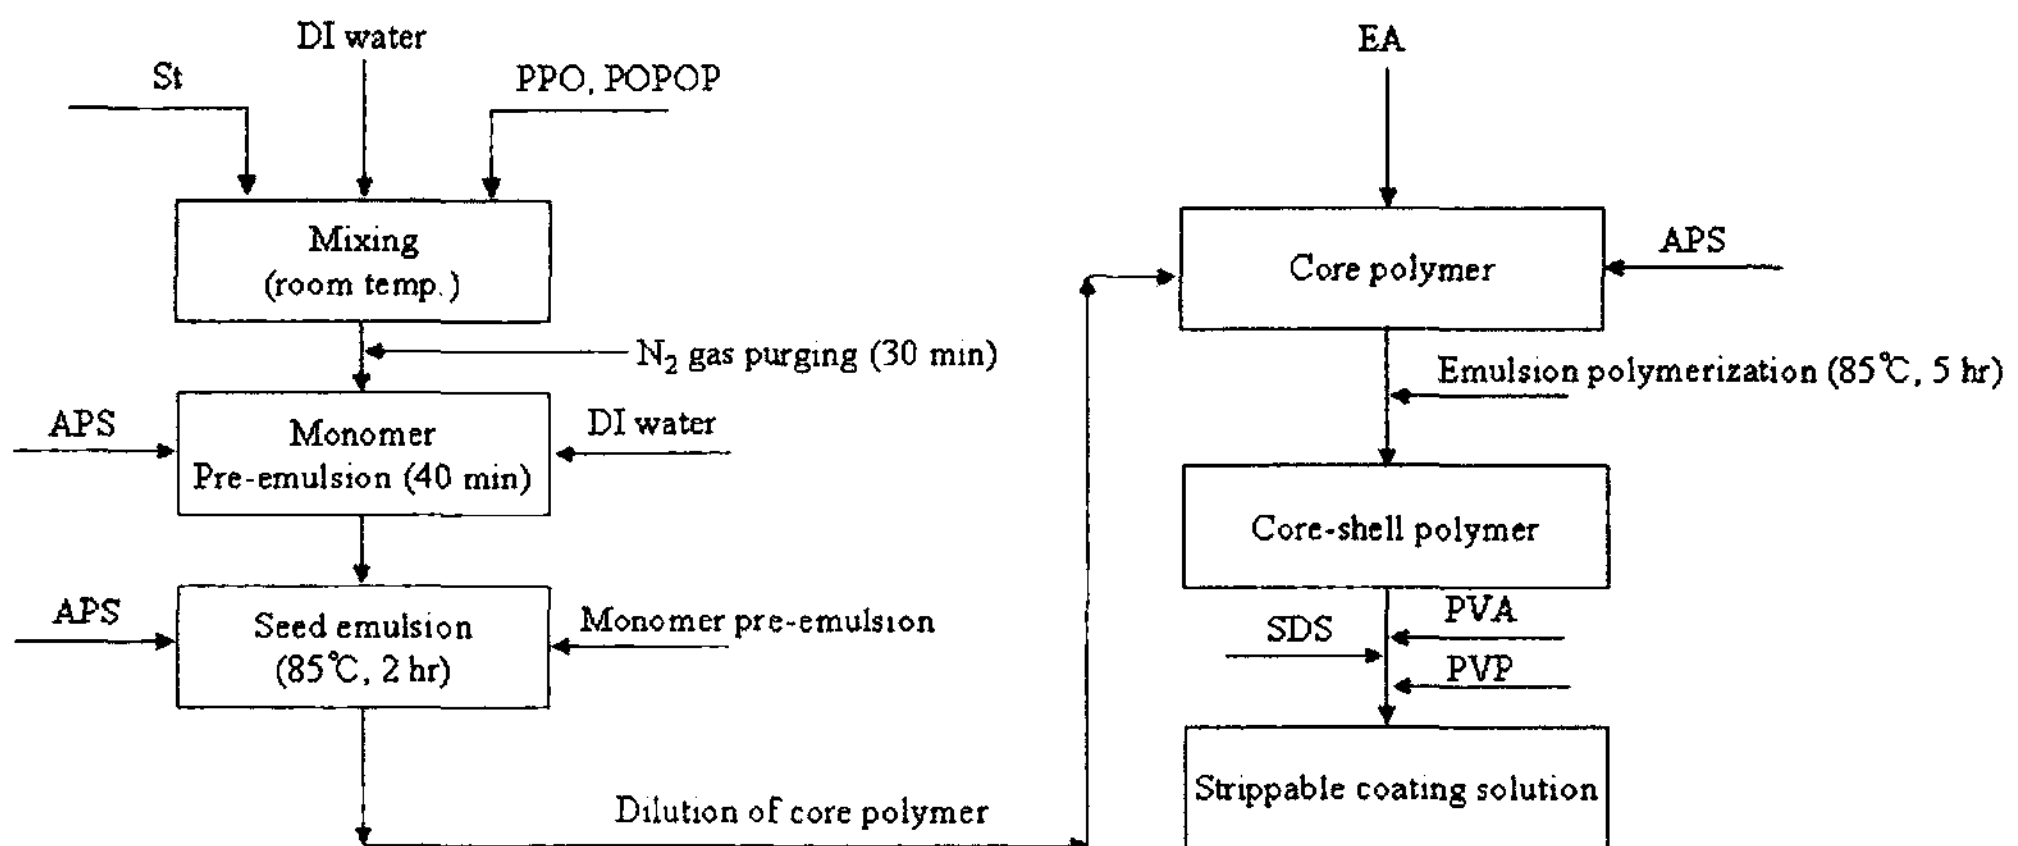 DI water
St
PPO, POPOP
Mixing
(room temp.)
N₂ gas purging (30 min)
APS
Monomer
Pre-emulsion (40 min)
DI water
APS
Seed emulsion
(85℃, 2 hr)
Monomer pre-emulsion
Dilution of core polymer
EA
Core polymer
APS
Emulsion polymerization (85℃, 5 hr)
Core-shell polymer
PVA
SDS
PVP
Strippable coating solution